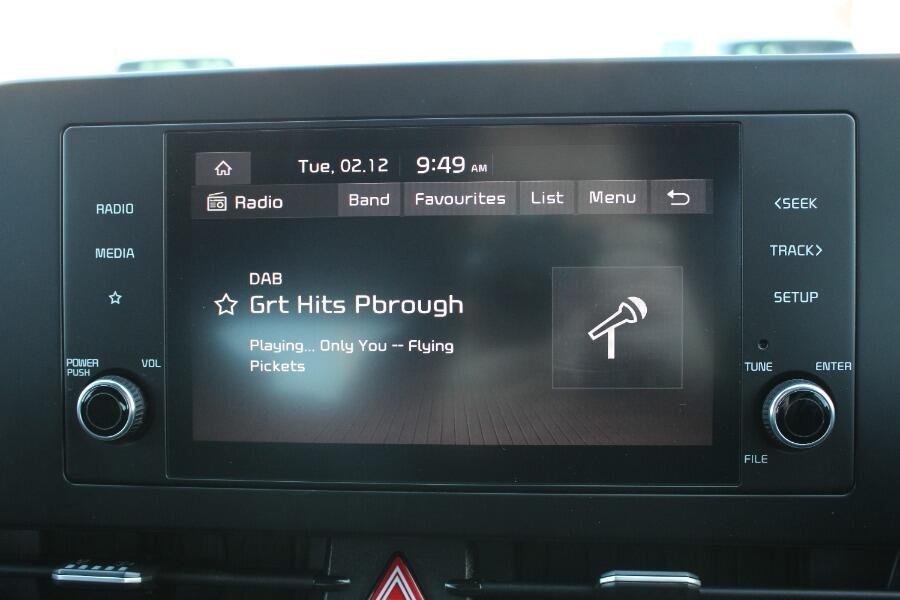 Tue, 02.12 9:49 AM
Radio Band Favourites List Menu
RADIO
MEDIA
DAB
Grt Hits Pbrough
Playing... Only You -- Flying
Pickets
<SEEK
TRACK>
SETUP
POWER
PUSH
VOL
TUNE
ENTER
FILE